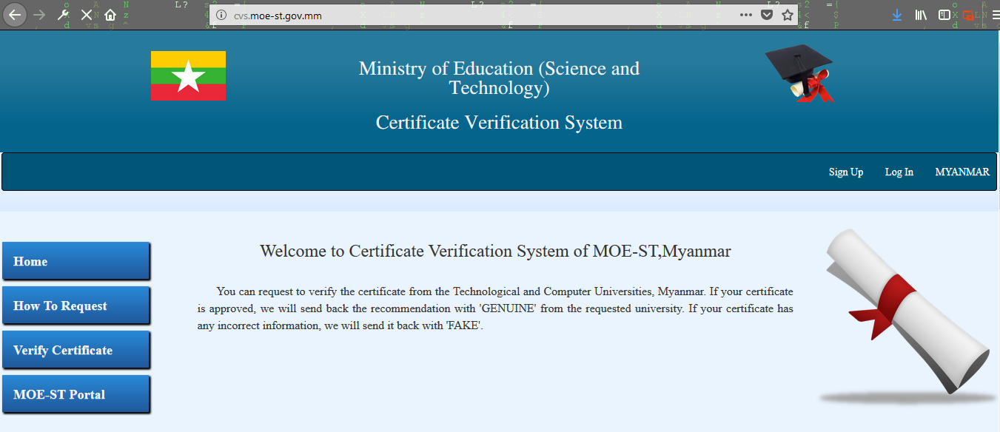 cvs.moe-st.gov.mm
Ministry of Education (Science and
Technology)
Certificate Verification System
Sign Up
Log In
MYANMAR
Home
How To Request
Verify Certificate
MOE-ST Portal
Welcome to Certificate Verification System of MOE-ST,Myanmar
You can request to verify the certificate from the Technological and Computer Universities, Myanmar. If your certificate
is approved, we will send back the recommendation with 'GENUINE' from the requested university. If your certificate has
any incorrect information, we will send it back with 'FAKE'.